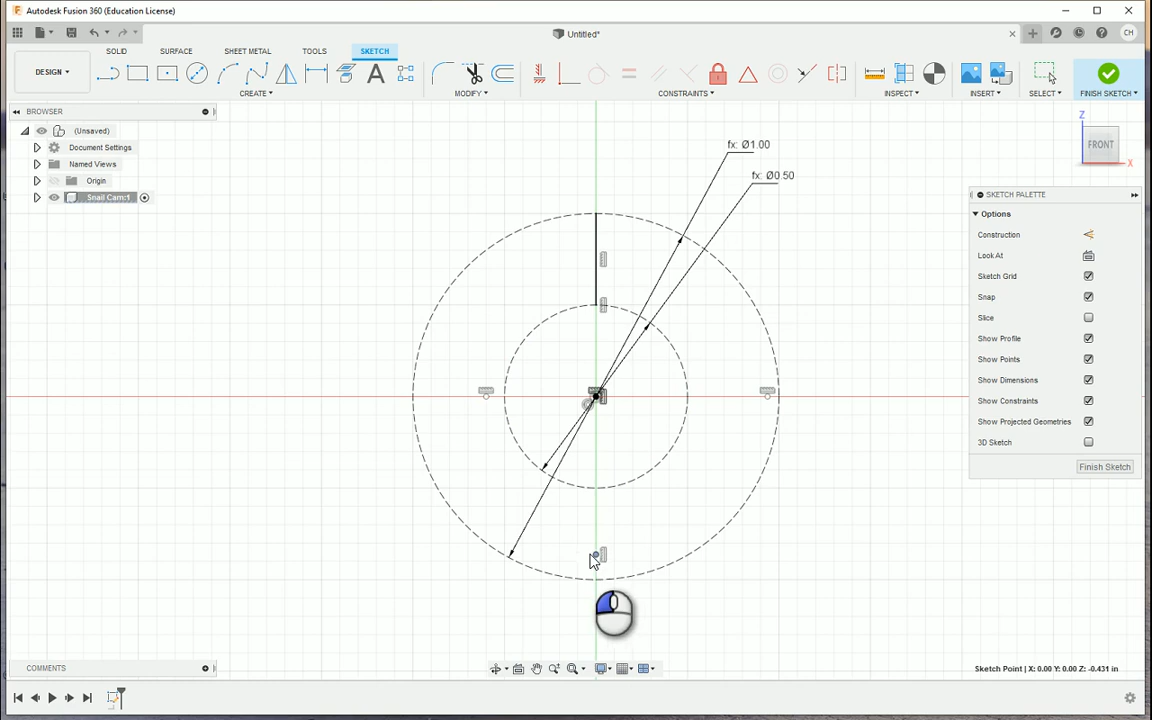 Autodesk Fusion 360 (Education License)
Untitled*
CH
DESIGN
SOLID
SURFACE
SHEET METAL
TOOLS
SKETCH
CREATE
MODIFY
CONSTRAINTS
INSPECT
INSERT
SELECT
FINISH SKETCH
BROWSER
(Unsaved)
Document Settings
Named Views
Origin
Snail Cam:1
fx: Ø1.00
fx: Ø0.50
Z
FRONT
X
SKETCH PALETTE
Options
Construction
Look At
Sketch Grid
Snap
Slice
Show Profile
Show Points
Show Dimensions
Show Constraints
Show Projected Geometries
3D Sketch
Finish Sketch
COMMENTS
Sketch Point | X: 0.00 Y: 0.00 Z: -0.431 in